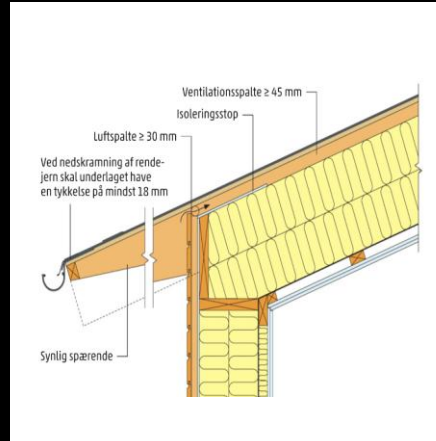 Ventilationsspalte ≥ 45 mm
Isoleringsstop
Luftspalte ≥ 30 mm
Ved nedskramning af rende-
jern skal underlaget have
en tykkelse på mindst 18 mm
Synlig spærende